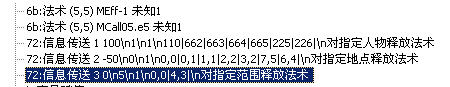 6b:法术 (5,5) MEff-1 未知1
6b:法术 (5,5) MCall05.e5 未知1
72:信息传送 1 100\n1\n1\n110|662|663|664|665|225|226|\n对指定人物释放法术
72:信息传送 2 -50\n0\n1\n0,0|0,1|1,1|2,2|3,2|7,5|6,4|\n对指定地点释放法术
72:信息传送 3 0\n5\n1\n0,0|4,3|\n对指定范围释放法术